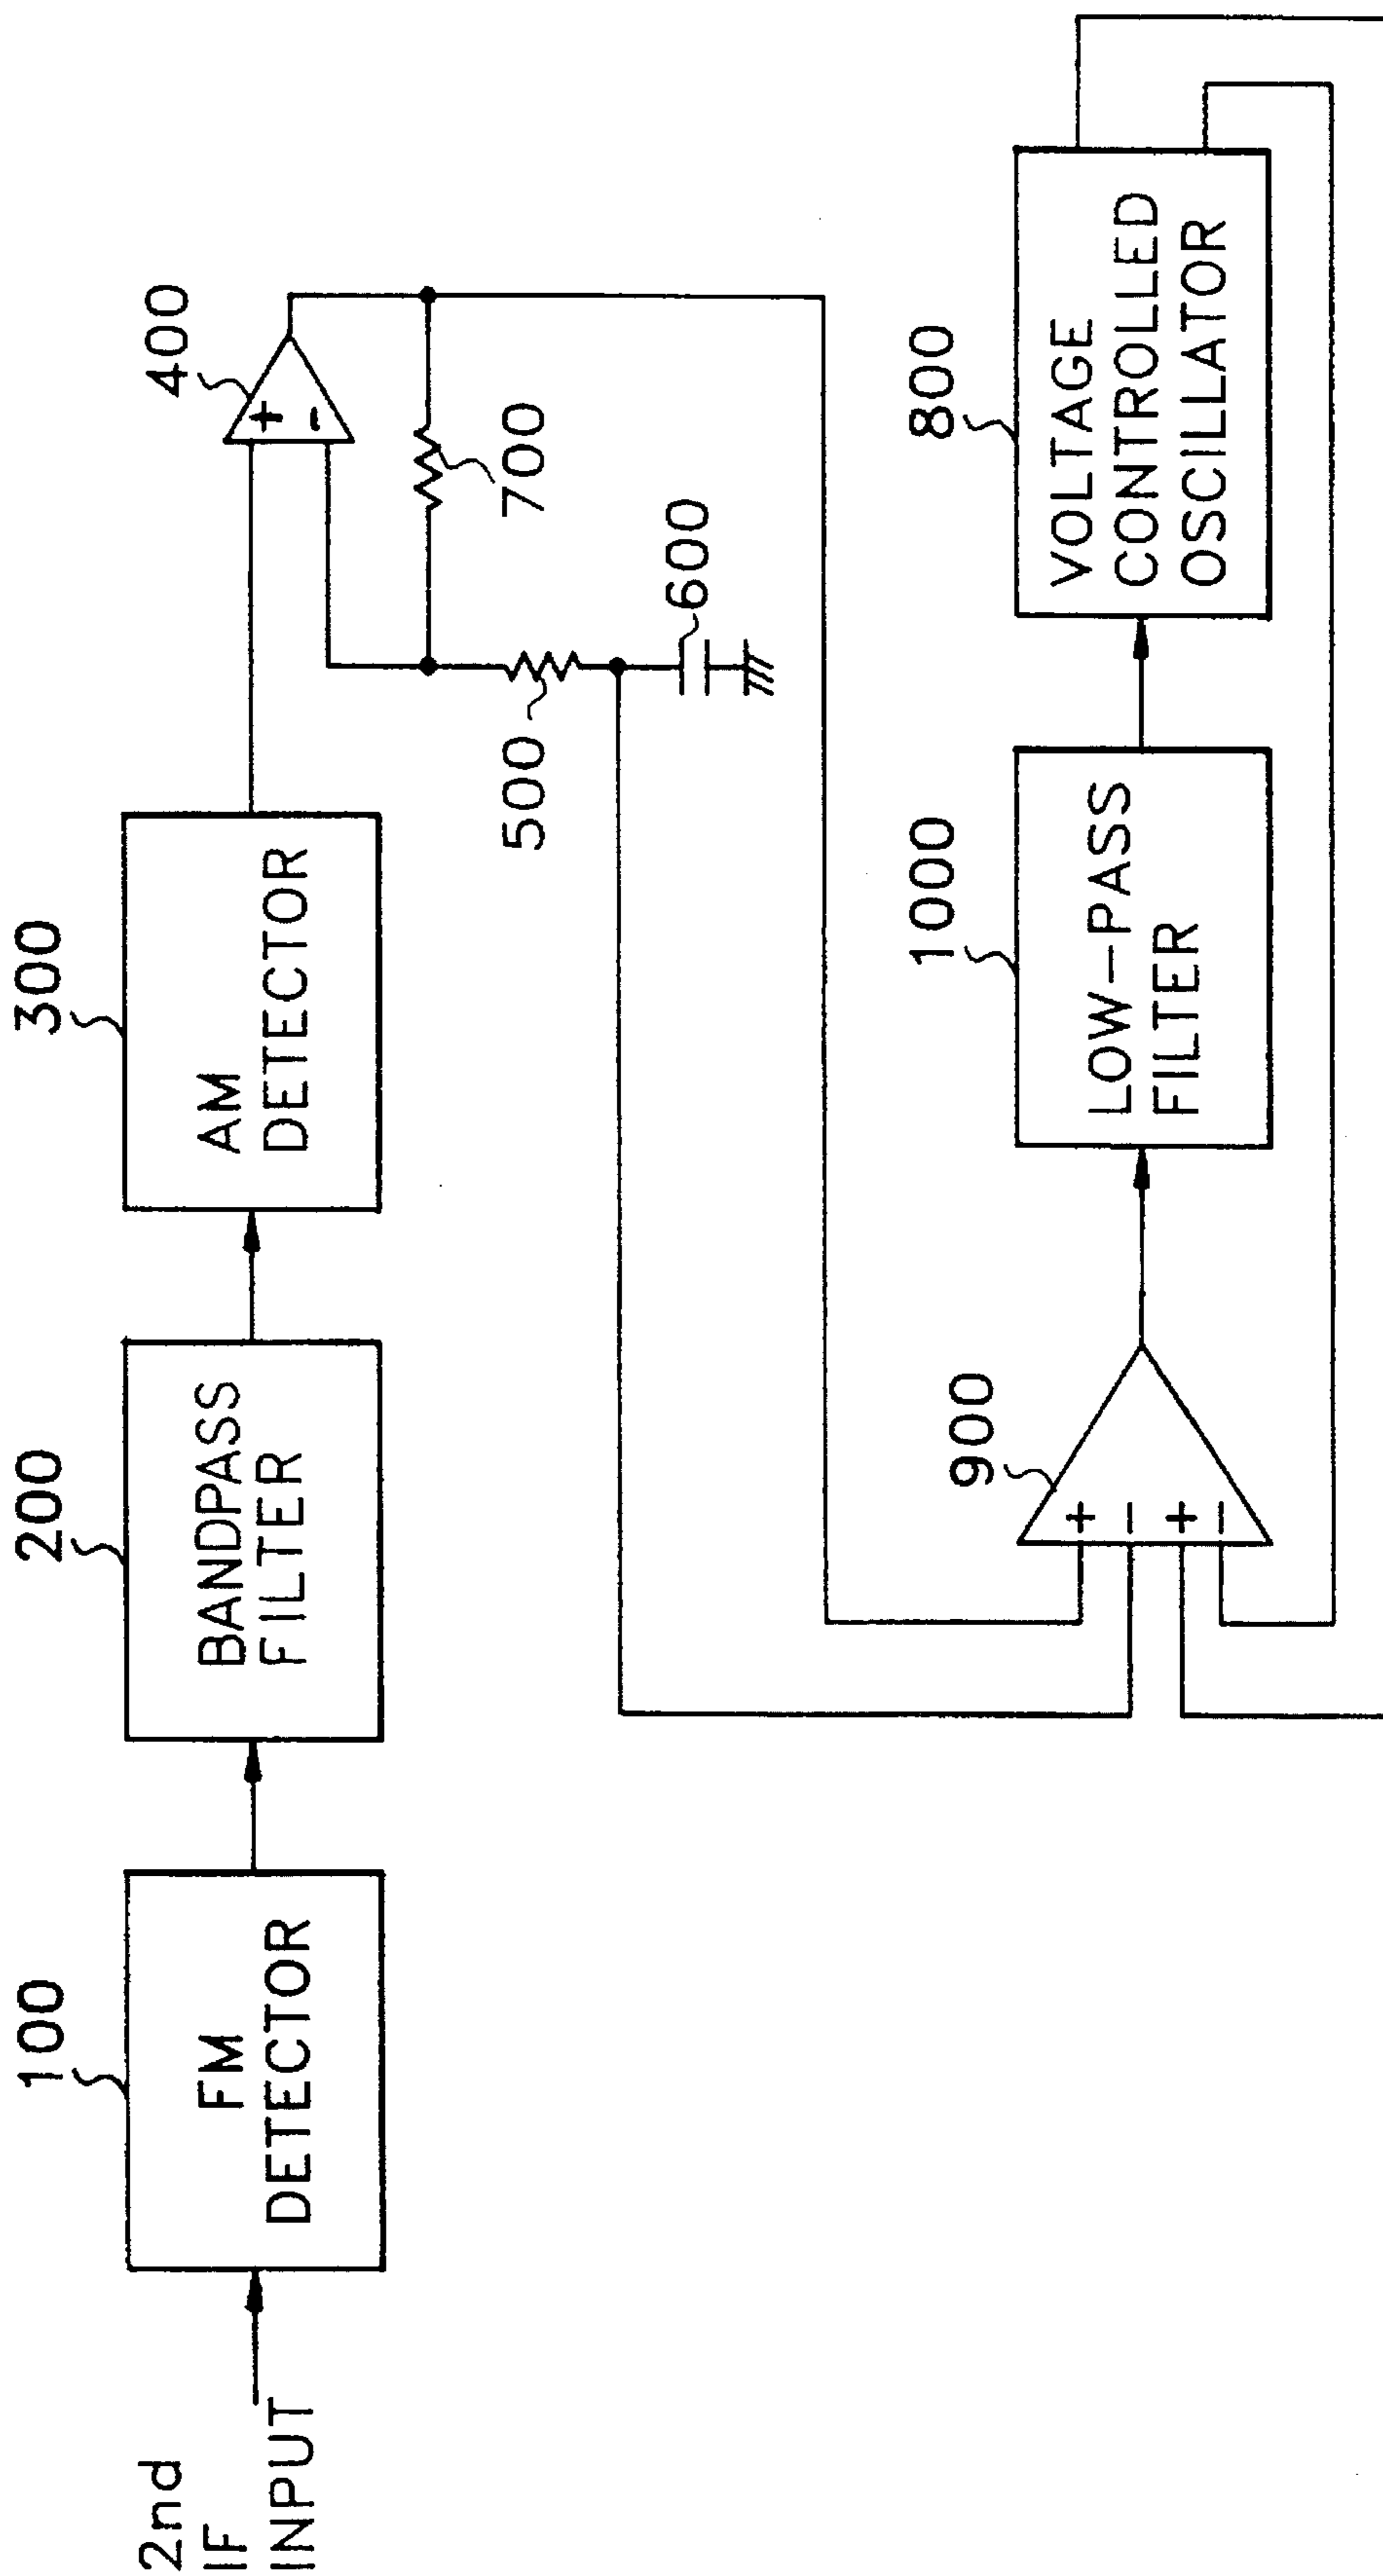 2nd
IF
INPUT
100
FM
DETECTOR
200
BANDPASS
FILTER
300
AM
DETECTOR
400
+
−
700
500
600
900
+
−
+
−
1000
LOW-PASS
FILTER
800
VOLTAGE
CONTROLLED
OSCILLATOR